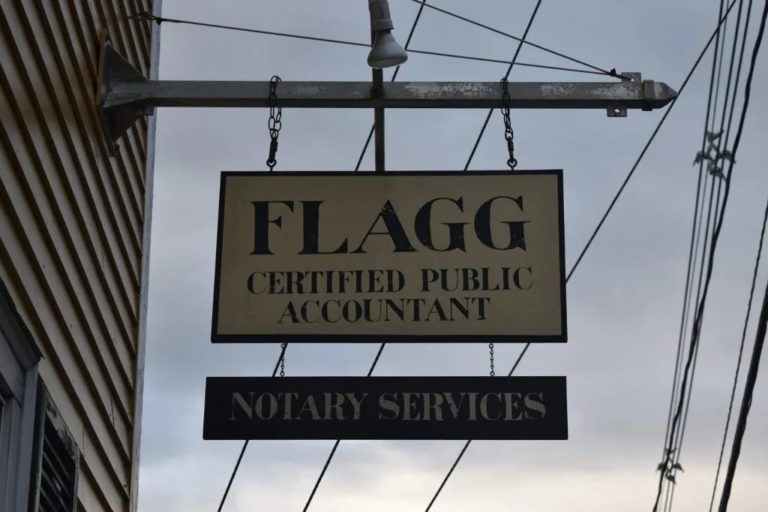 FLAGG
CERTIFIED PUBLIC
ACCOUNTANT
NOTARY SERVICES